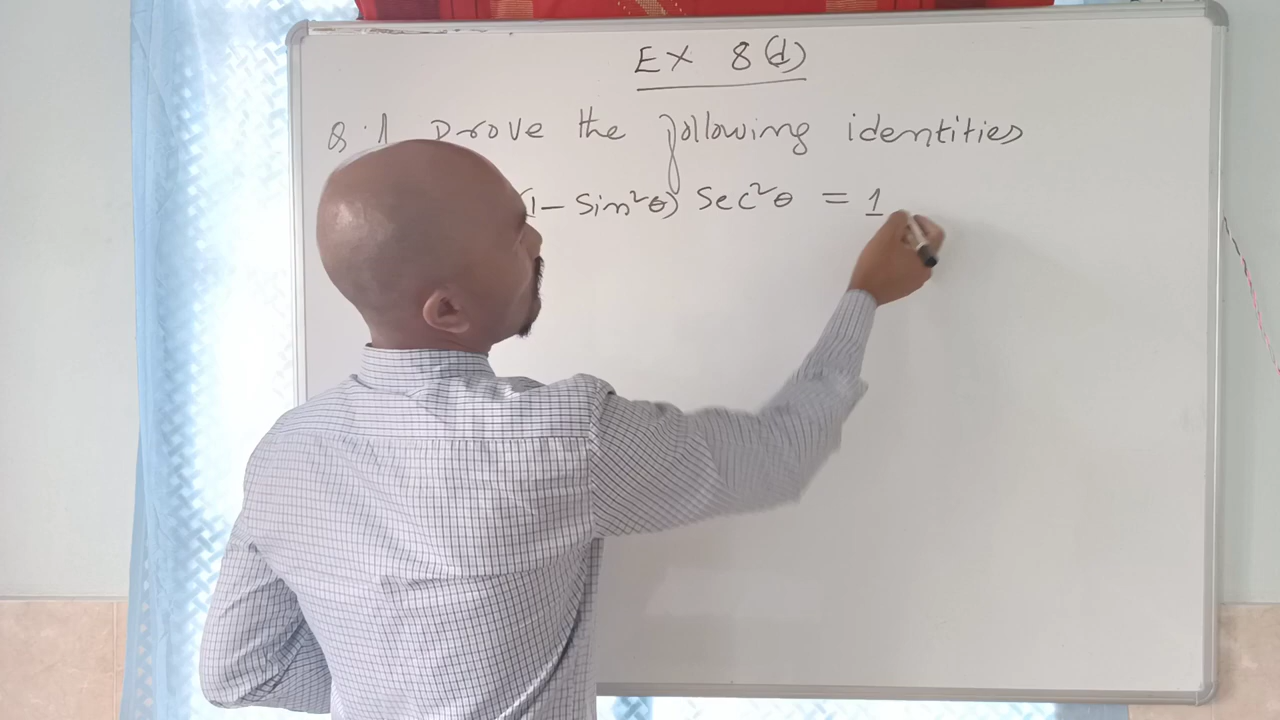 EX 8(d)
Q.1 Prove the following identities
(1 - Sin²θ) Sec²θ = 1